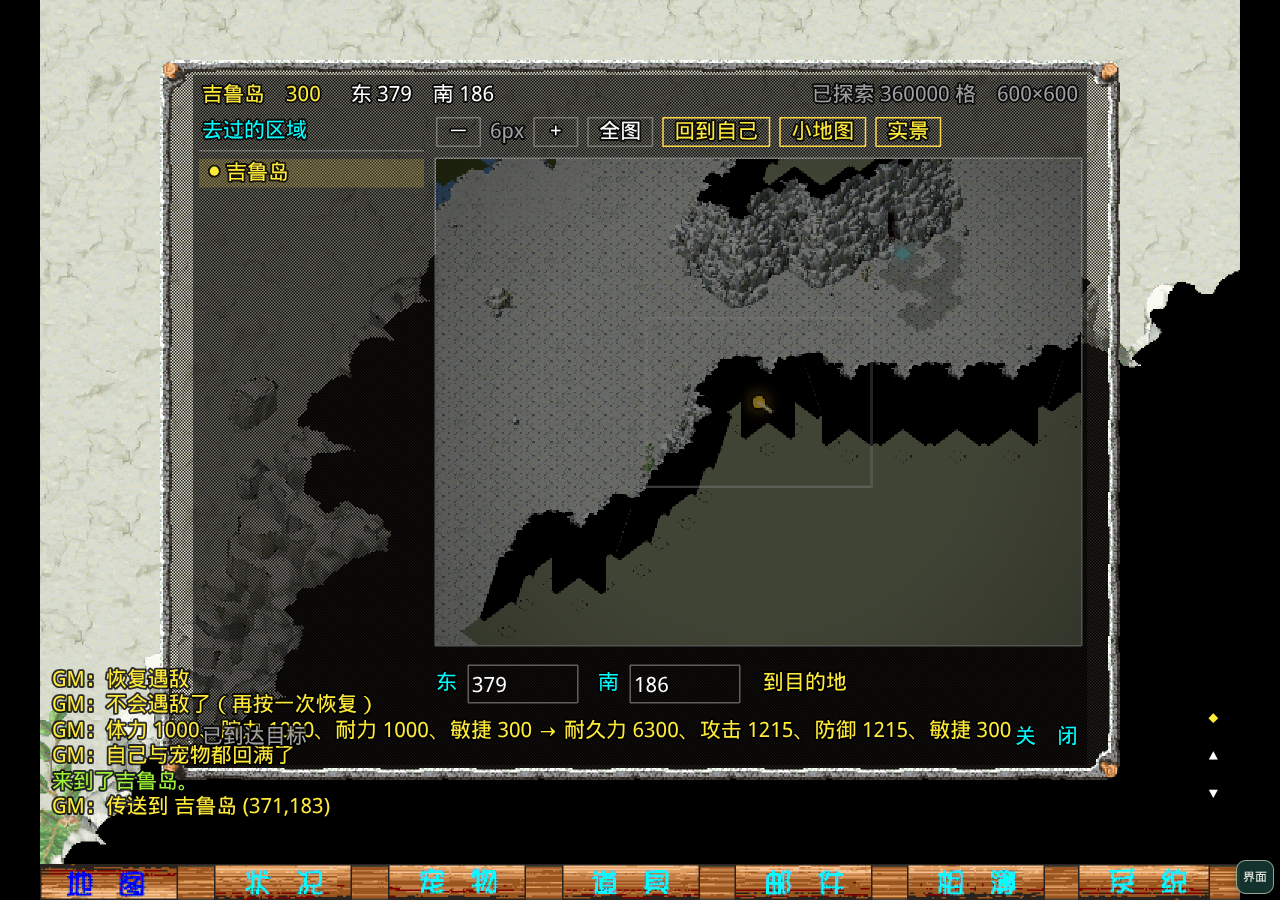 吉鲁岛 300 东 379 南 186 已探索 360000 格 600×600
去过的区域 — 6px + 全图 回到自己 小地图 实景
吉鲁岛
东 379 南 186 到目的地
GM：恢复遇敌
GM：不会遇敌了（再按一次恢复）
GM：体力 1000、腕力 1000、耐力 1000、敏捷 300 → 耐久力 6300、攻击 1215、防御 1215、敏捷 300
已到达目标
关 闭
GM：自己与宠物都回满了
来到了吉鲁岛。
GM：传送到 吉鲁岛 (371,183)
地 图 状 况 宠 物 道 具 邮 件 相 簿 系 统
界面